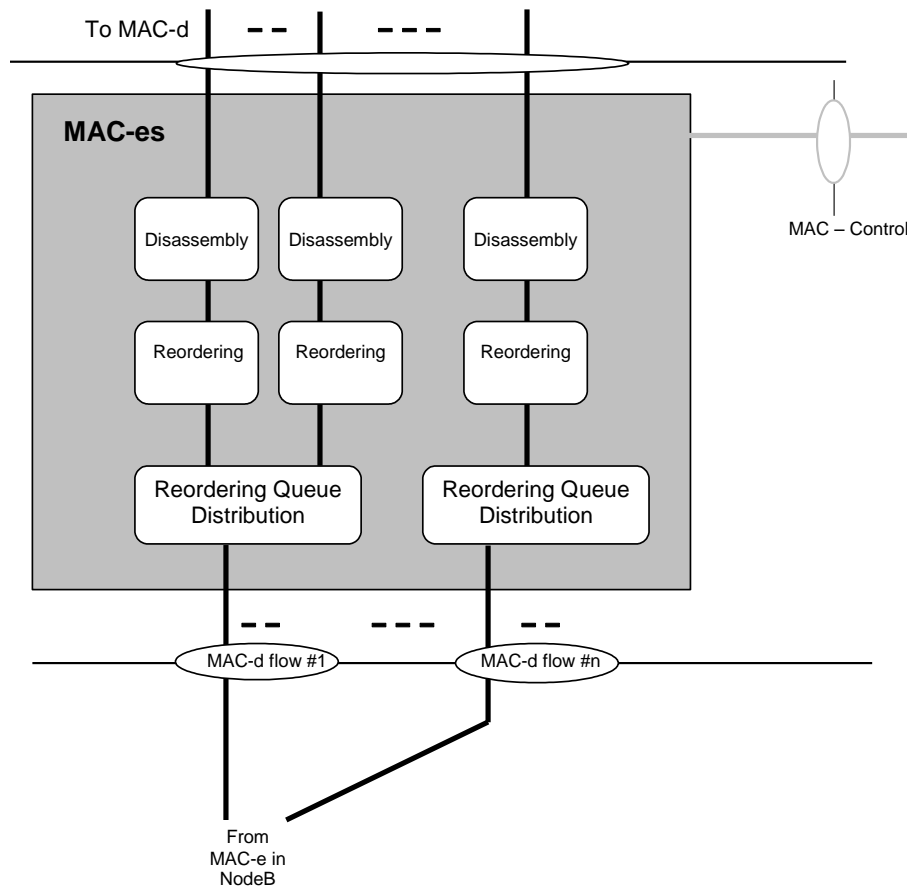 To MAC-d
MAC-es
MAC – Control
Disassembly
Disassembly
Disassembly
Reordering
Reordering
Reordering
Reordering Queue
Distribution
Reordering Queue
Distribution
MAC-d flow #1
MAC-d flow #n
From
MAC-e in
NodeB